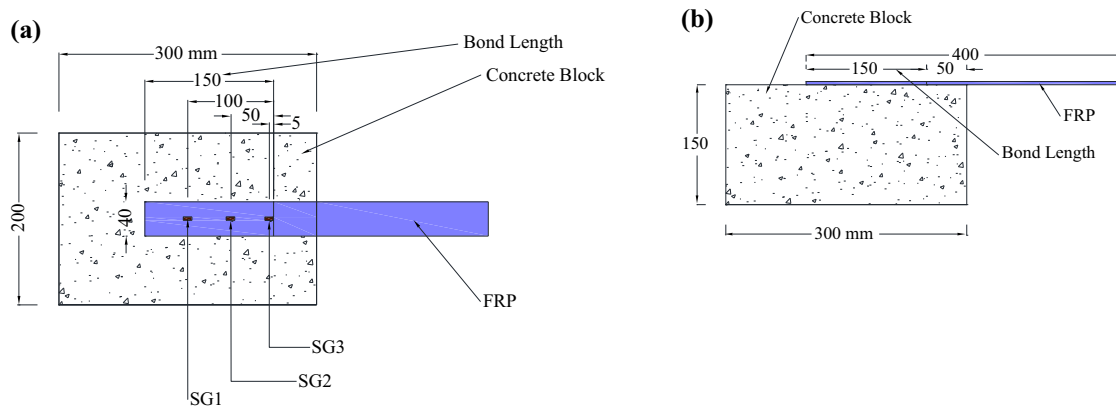 (a)
300 mm
Bond Length
150
Concrete Block
100
50
5
200
40
FRP
SG3
SG2
SG1
(b)
Concrete Block
400
150
50
FRP
150
Bond Length
300 mm